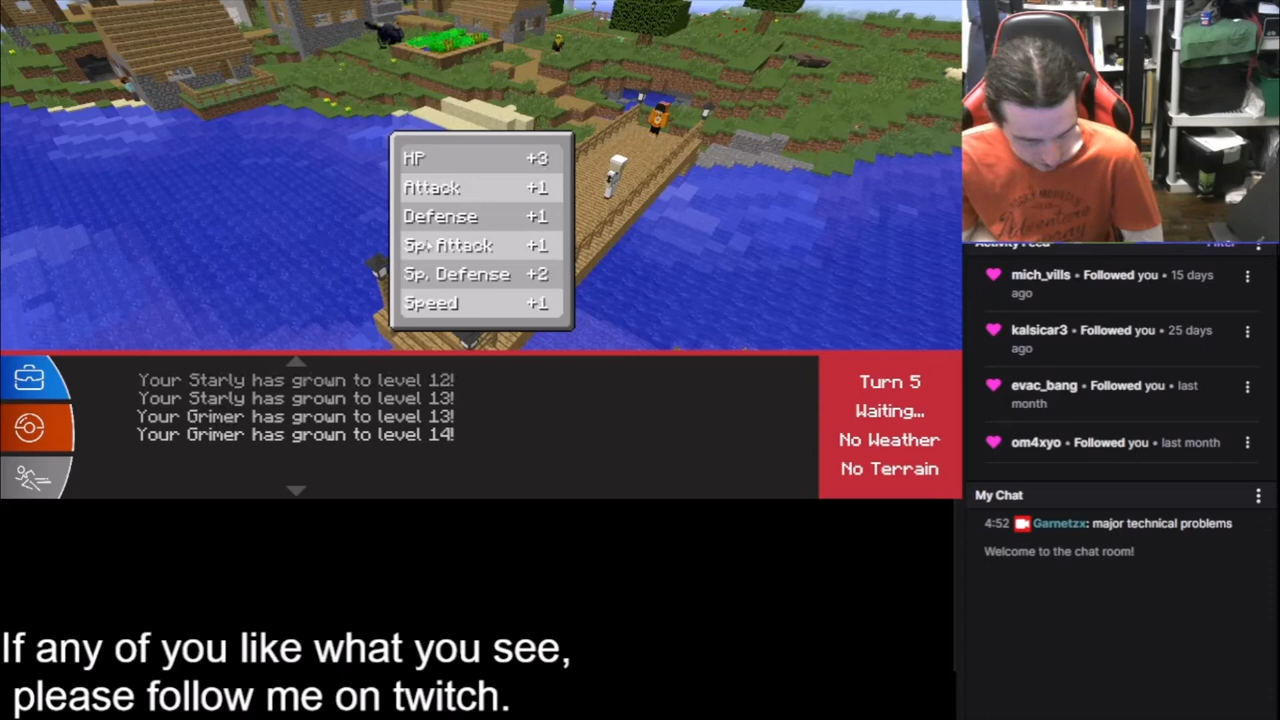 HP +3
Attack +1
Defense +1
Sp. Attack +1
Sp. Defense +2
Speed +1
Your Starly has grown to level 12!
Your Starly has grown to level 13!
Your Grimer has grown to level 13!
Your Grimer has grown to level 14!
Turn 5
Waiting...
No Weather
No Terrain
If any of you like what you see,
please follow me on twitch.
Adventure
Activity Feed Filter
mich_vills • Followed you • 15 days
ago
kalsicar3 • Followed you • 25 days
ago
evac_bang • Followed you • last
month
om4xyo • Followed you • last month
My Chat
4:52 Garnetzx: major technical problems
Welcome to the chat room!